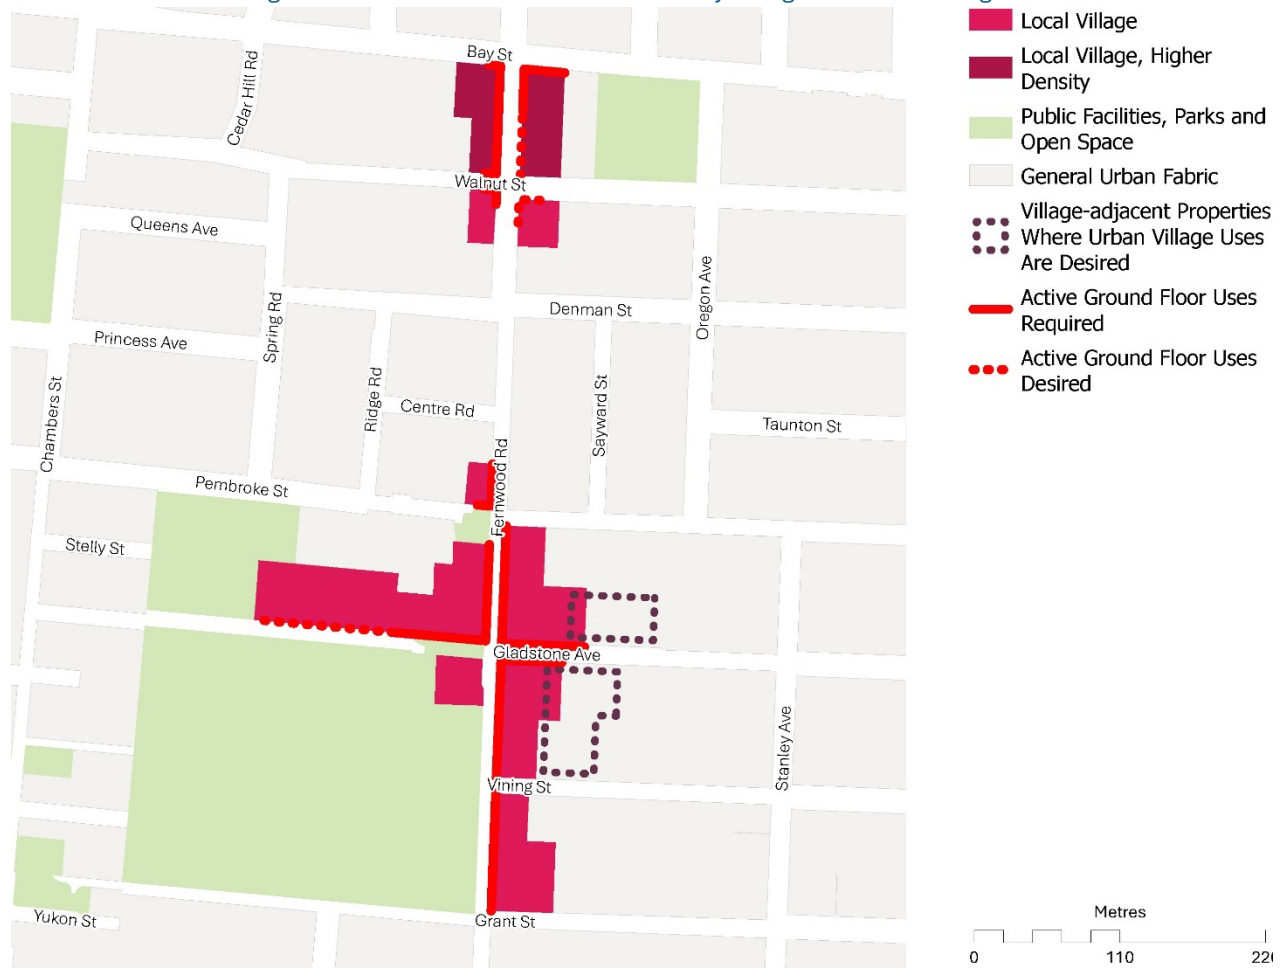 Bay St
Cedar Hill Rd
Walnut St
Queens Ave
Oregon Ave
Spring Rd
Denman St
Princess Ave
Ridge Rd
Sayward St
Chambers St
Centre Rd
Taunton St
Fernwood Rd
Pembroke St
Stelly St
Gladstone Ave
Stanley Ave
Vining St
Grant St
Yukon St
Local Village
Local Village, Higher
Density
Public Facilities, Parks and
Open Space
General Urban Fabric
Village-adjacent Properties
Where Urban Village Uses
Are Desired
Active Ground Floor Uses
Required
Active Ground Floor Uses
Desired
Metres
0 110